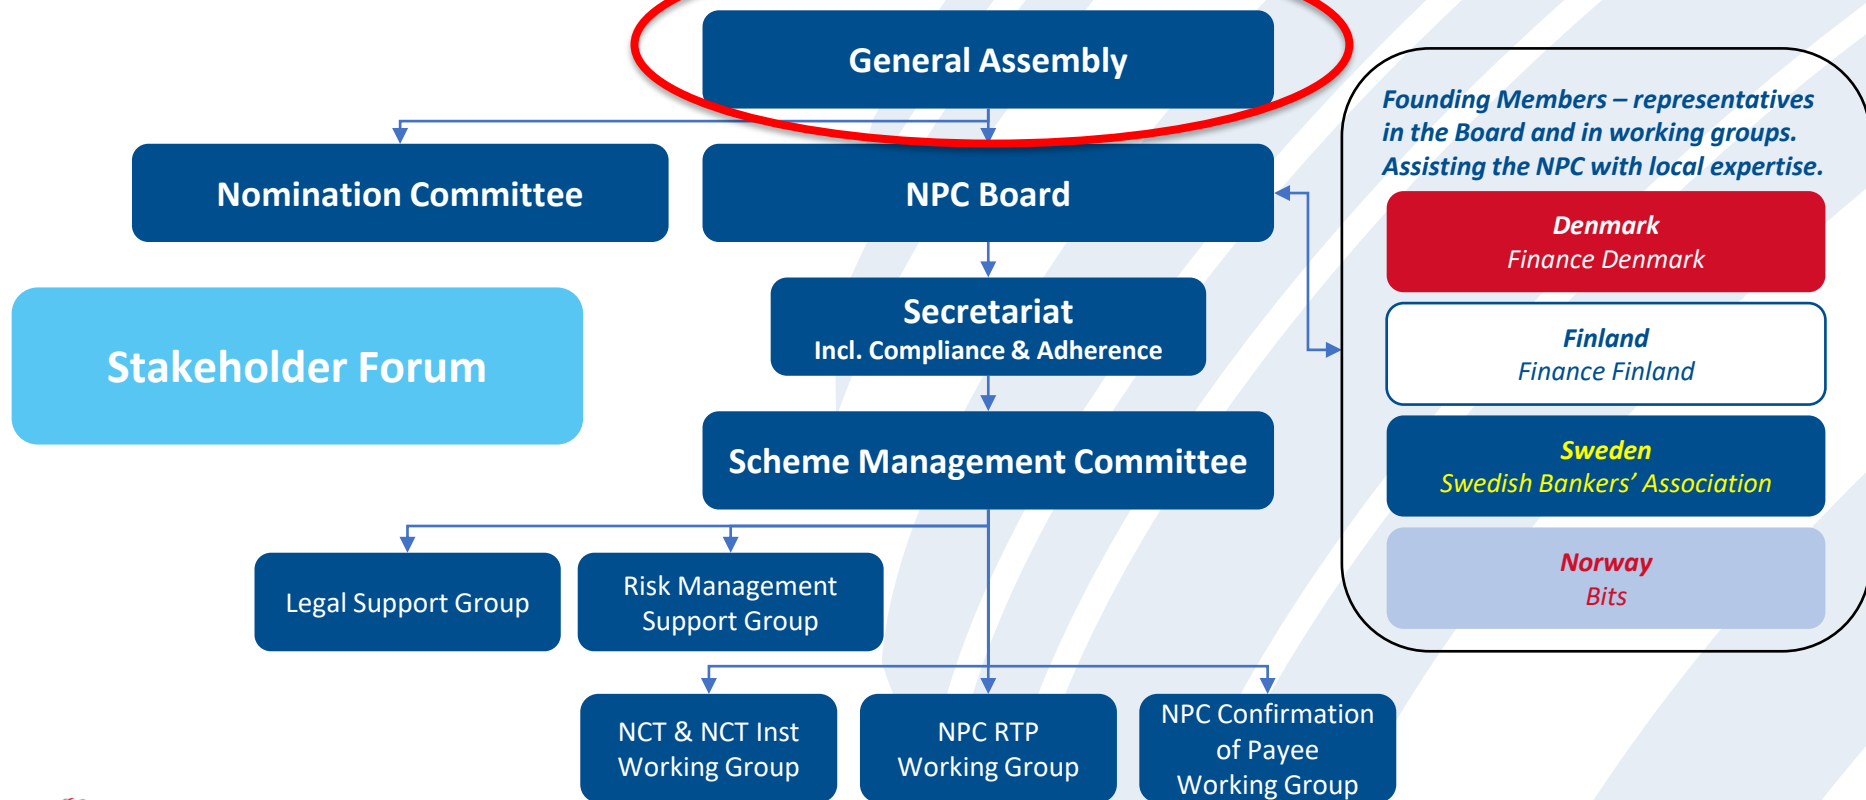 General Assembly
Nomination Committee
NPC Board
Stakeholder Forum
Secretariat
Incl. Compliance & Adherence
Scheme Management Committee
Legal Support Group
Risk Management
Support Group
NCT & NCT Inst
Working Group
NPC RTP
Working Group
NPC Confirmation
of Payee
Working Group
Founding Members – representatives
in the Board and in working groups.
Assisting the NPC with local expertise.
Denmark
Finance Denmark
Finland
Finance Finland
Sweden
Swedish Bankers’ Association
Norway
Bits